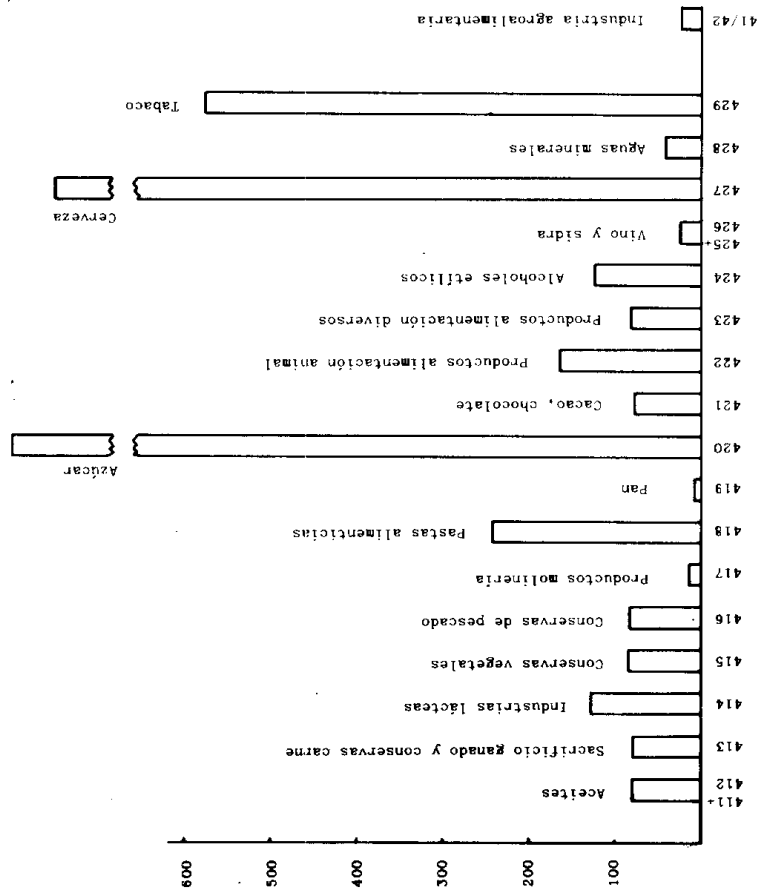 100 200 300 400 500 600
411+
412 Aceites
413 Sacrificio ganado y conservas carne
414 Industrias lácteas
415 Conservas vegetales
416 Conservas de pescado
417 Productos molinería
418 Pastas alimenticias
419 Pan
Azúcar
420
421 Cacao, chocolate
422 Productos alimentación animal
423 Productos alimentación diversos
424 Alcoholes etílicos
425+
426 Vino y sidra
Cerveza
427
428 Aguas minerales
429 Tabaco
41/42 Industria agroalimentaria